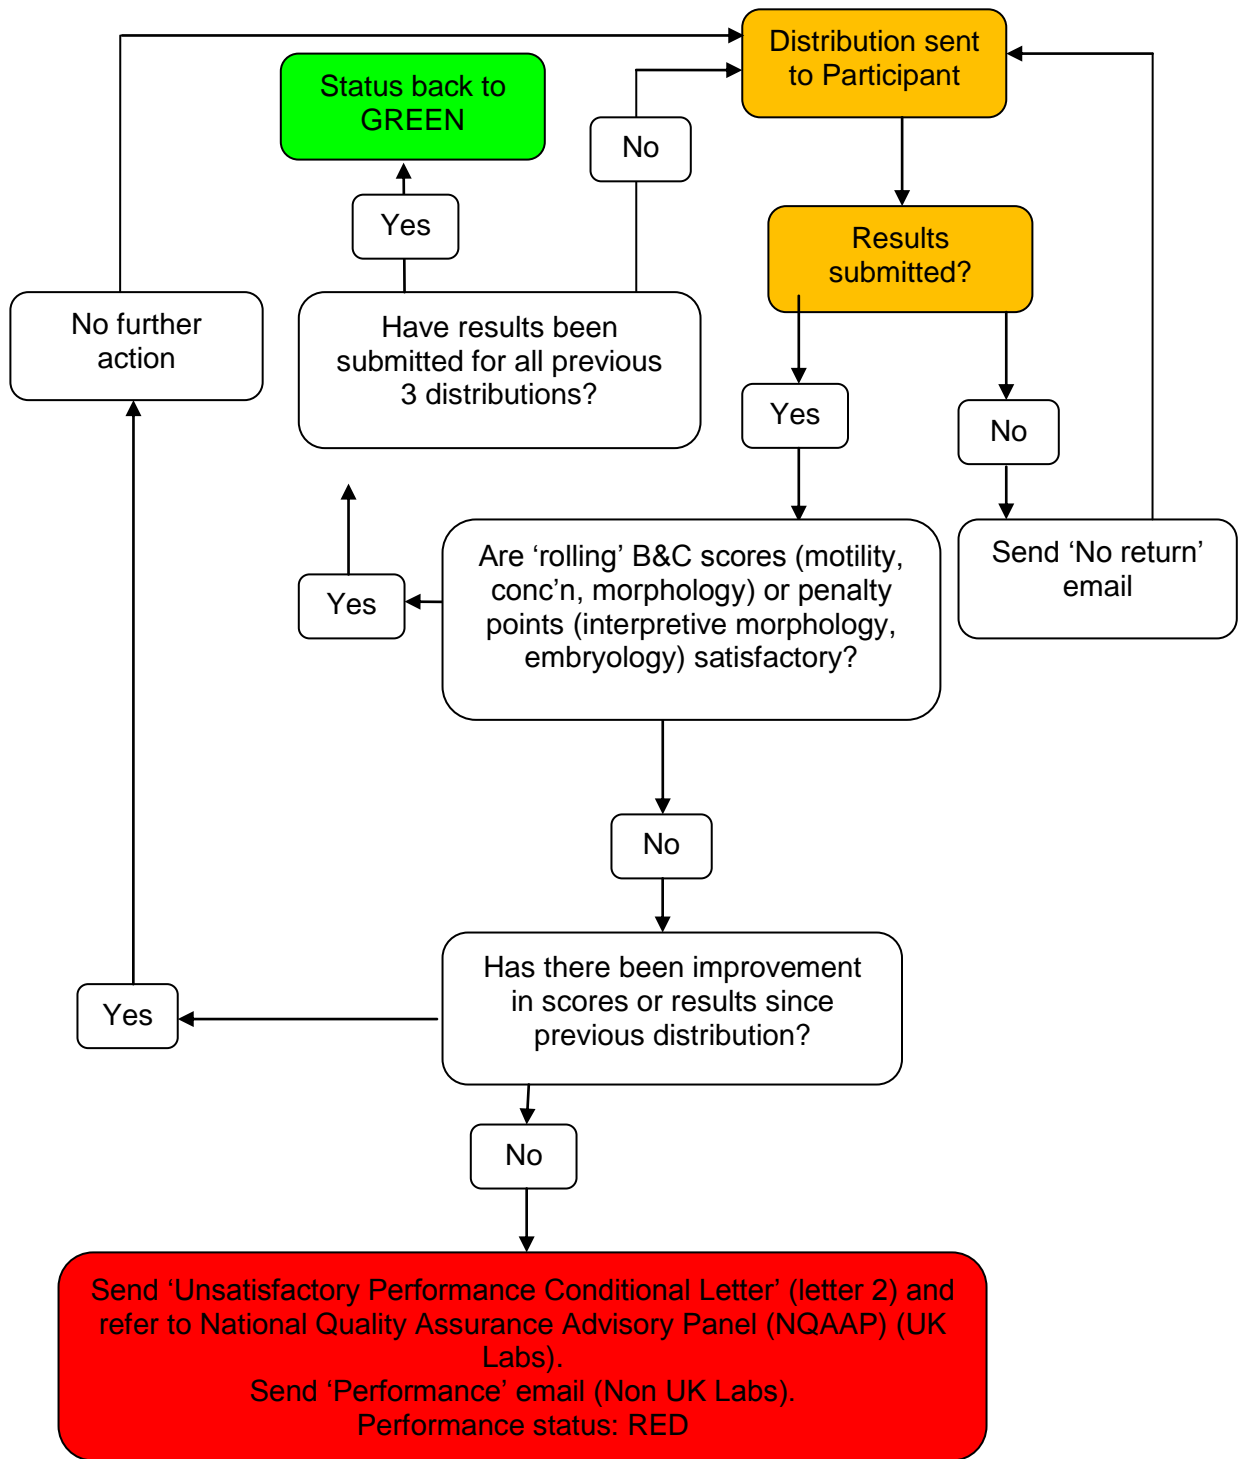 Distribution sent
to Participant
Status back to
GREEN
No
Yes
Results
submitted?
No further
action
Have results been
submitted for all previous
3 distributions?
Yes
No
Are ‘rolling’ B&C scores (motility,
conc’n, morphology) or penalty
points (interpretive morphology,
embryology) satisfactory?
Send ‘No return’
email
Yes
No
Has there been improvement
in scores or results since
previous distribution?
Yes
No
Send ‘Unsatisfactory Performance Conditional Letter’ (letter 2) and
refer to National Quality Assurance Advisory Panel (NQAAP) (UK
Labs).
Send ‘Performance’ email (Non UK Labs).
Performance status: RED